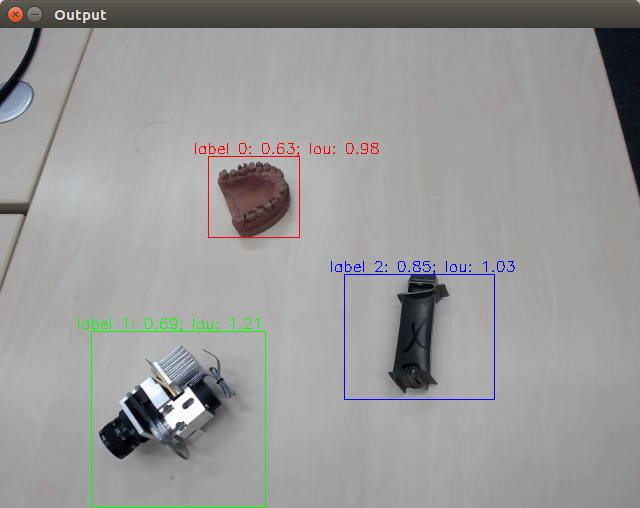 Output
label 0: 0.63; Iou: 0.98
label 2: 0.85; Iou: 1.03
label 1: 0.69; Iou: 1.21
X